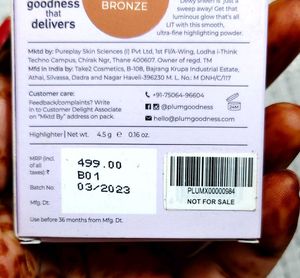 goodness
that
delivers
BRONZE
Dewy sheen is just a
sweep away! Get that
luminous glow that's all
LIT with this smooth,
ultra-fine highlighting powder.
Mktd by: Pureplay Skin Sciences (I) Pvt Ltd, 1st Fl/A-Wing, Lodha i-Think
Techno Campus, Chirak Ngr, Thane 400607. Owner of regd. TM
Mfd in India by: Take2 Cosmetics, B-108, Bajrang Krupa Industrial Estate,
Athal, Silvassa, Dadra and Nagar Haveli-396230 M. L. No.: M DNH/C/117
Customer care:
Feedback/complaints? Write
in to Customer Delight Associate
on "Mktd By" address on pack.
+91-75064-96604
@plumgoodness
hello@plumgoodness.com
24M
Highlighter | Net wt. 4.5 g ℮ 0.16 oz.
MRP (incl.
of all
taxes): ₹
499.00
Batch No.
B01
Mfg. Dt.
03/2023
PLUMX00000984
NOT FOR SALE
Use before 36 months from Mfg. Dt.